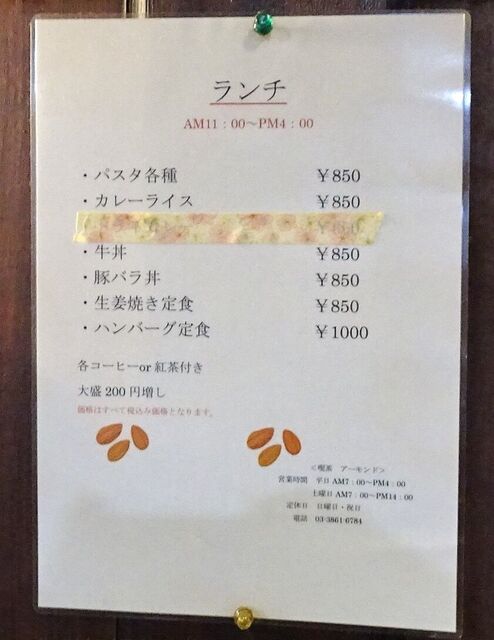 ランチ
AM11：00～PM4：00
・パスタ各種 ￥850
・カレーライス ￥850
・牛丼 ￥850
・豚バラ丼 ￥850
・生姜焼き定食 ￥850
・ハンバーグ定食 ￥1000
各コーヒーor紅茶付き
大盛200円増し
価格はすべて税込み価格となります。
＜喫茶 アーモンド＞
営業時間 平日 AM7：00～PM4：00
土曜日 AM7：00～PM14：00
定休日 日曜日・祝日
電話 03-3861-6784